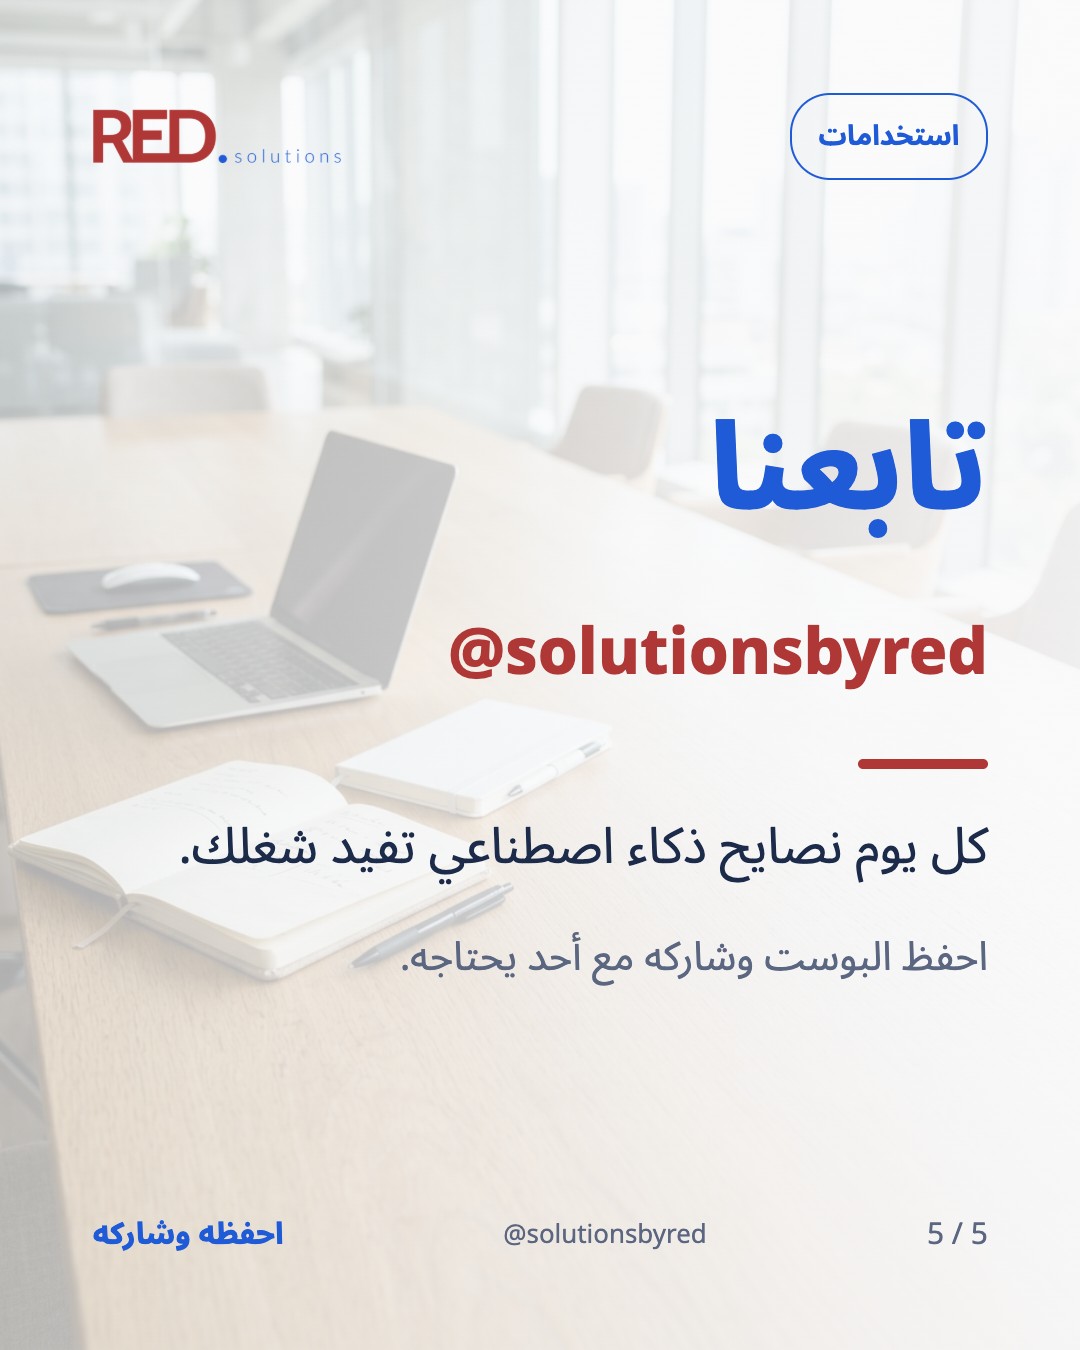 RED.solutions
استخدامات
تابعنا
@solutionsbyred
كل يوم نصايح ذكاء اصطناعي تفيد شغلك.
احفظ البوست وشاركه مع أحد يحتاجه.
5 / 5
@solutionsbyred
احفظه وشاركه